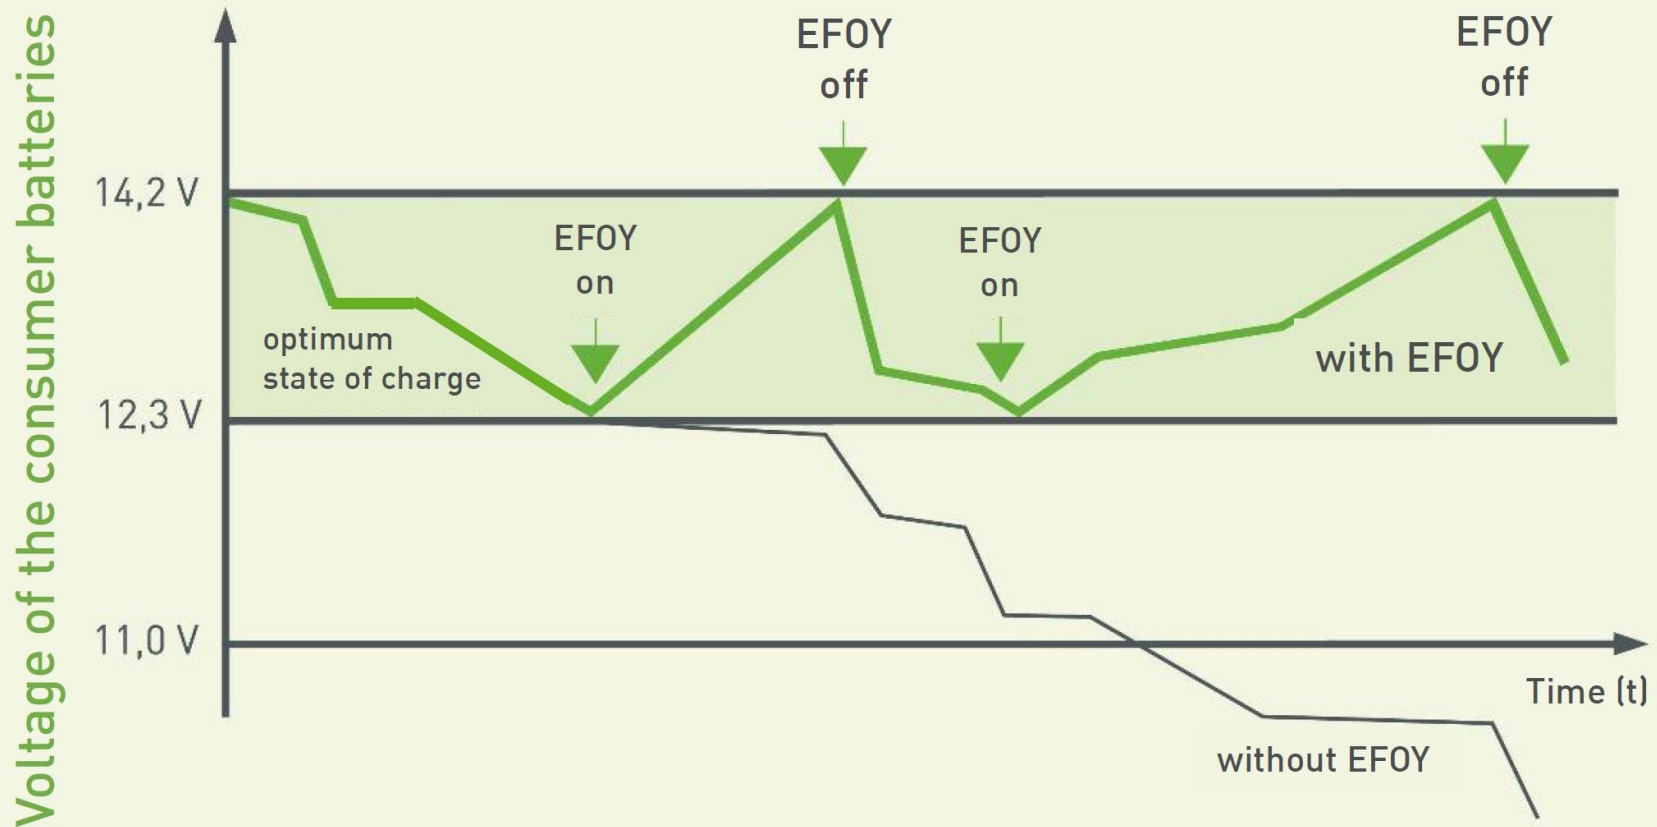 Voltage of the consumer batteries
EFOY
off
EFOY
off
14,2 V
EFOY
on
EFOY
on
optimum
state of charge
with EFOY
12,3 V
11,0 V
Time (t)
without EFOY